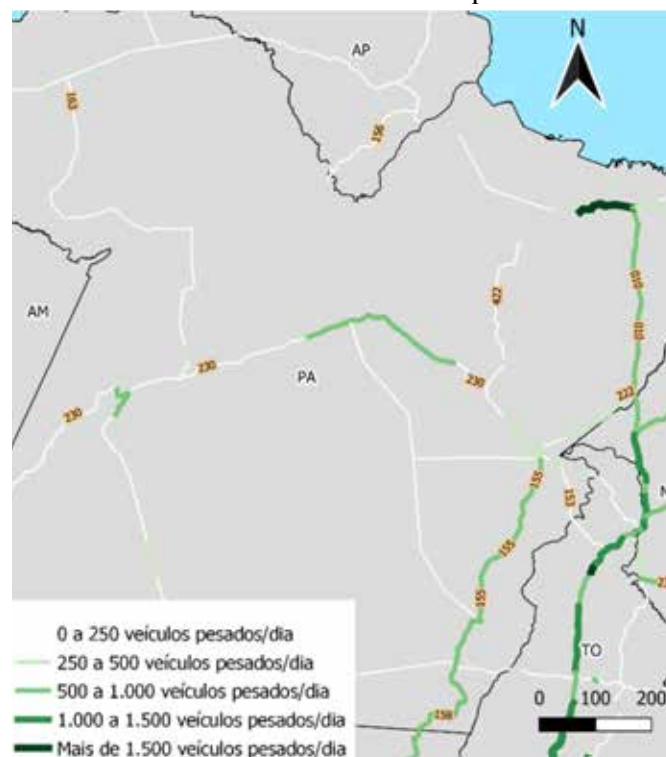 AP
N
163
156
010
AM
422
010
230
PA
230
222
230
155
153
155
155
TO
158
0 a 250 veículos pesados/dia
250 a 500 veículos pesados/dia
500 a 1.000 veículos pesados/dia
1.000 a 1.500 veículos pesados/dia
Mais de 1.500 veículos pesados/dia
0 100 200